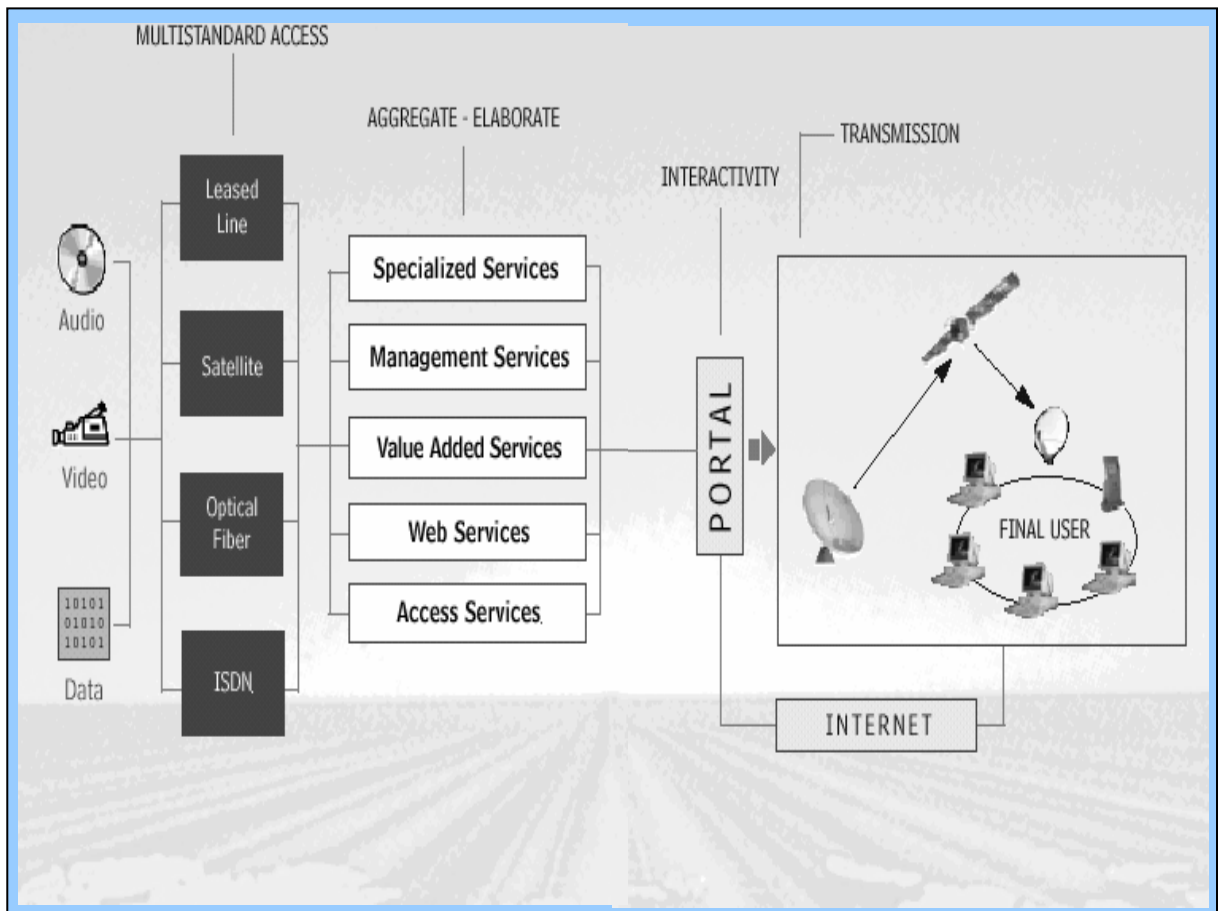 MULTISTANDARD ACCESS
AGGREGATE - ELABORATE
TRANSMISSION
INTERACTIVITY
Leased
Line
Satellite
Optical
Fiber
ISDN
Audio
Video
10101
01010
10101
Data
Specialized Services
Management Services
Value Added Services
Web Services
Access Services
PORTAL
FINAL USER
INTERNET